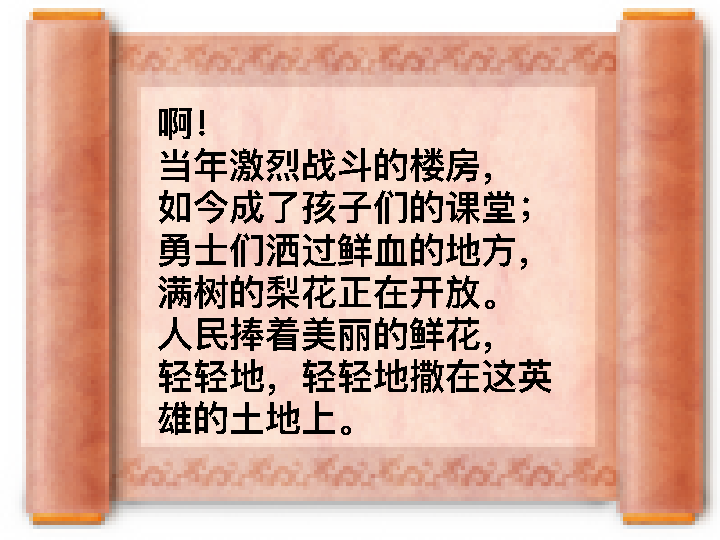 啊！
当年激烈战斗的楼房，
如今成了孩子们的课堂；
勇士们洒过鲜血的地方，
满树的梨花正在开放。
人民捧着美丽的鲜花，
轻轻地，轻轻地撒在这英
雄的土地上。